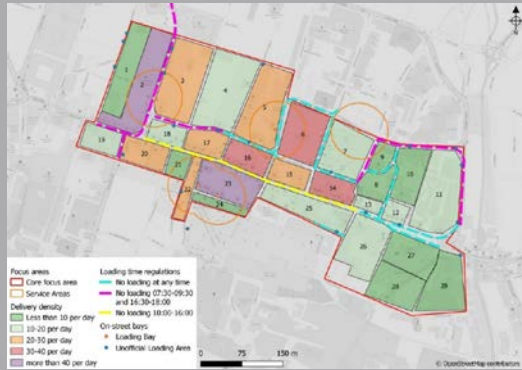 1
2
3
4
5
6
7
8
9
10
11
12
13
14
15
16
17
18
19
20
21
22
23
24
25
26
27
28
29
Focus areas
Core focus area
Service Areas
Delivery density
Less than 10 per day
10-20 per day
20-30 per day
30-40 per day
more than 40 per day
Loading time regulations
No loading at any time
No loading 07:30-09:30
and 16:30-18:00
No loading 10:00-16:00
On-street bays
Loading Bay
Unofficial Loading Area
0 75 150 m
© OpenStreetMap contributors